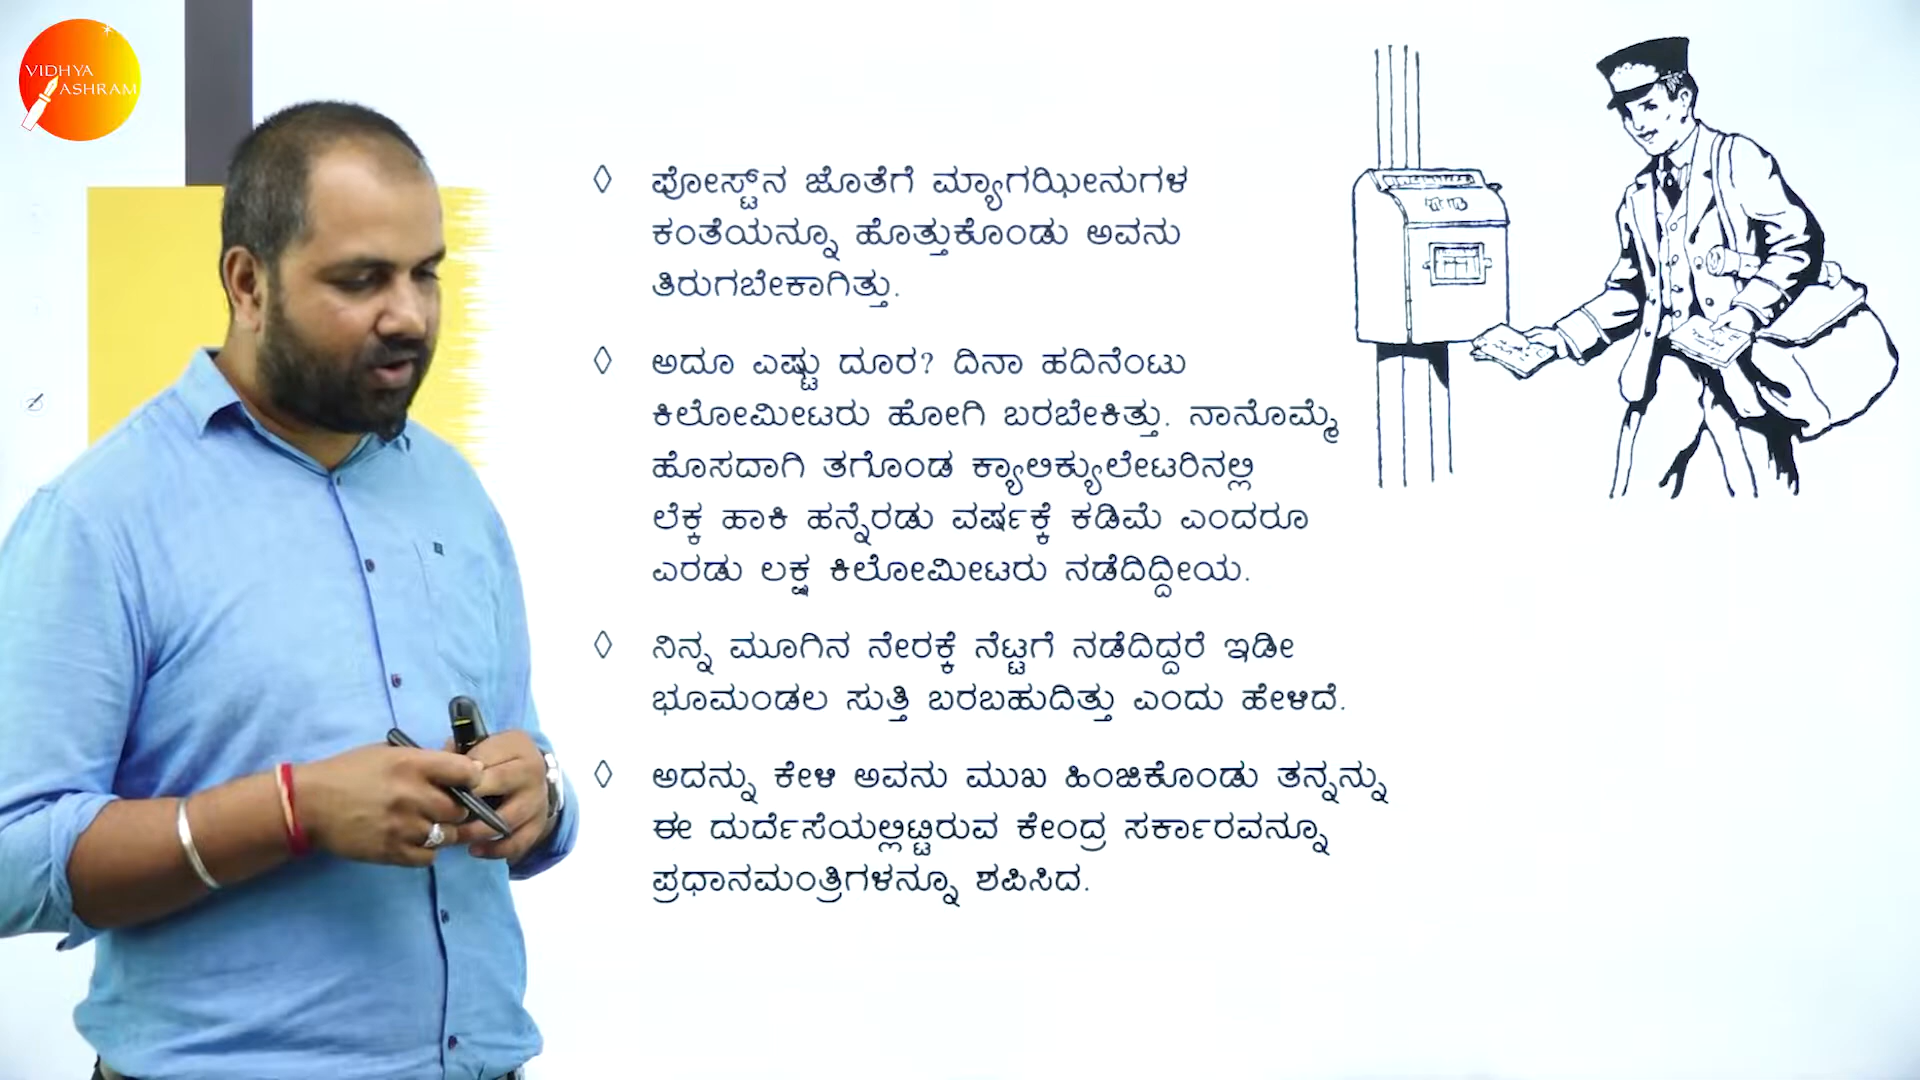 VIDHYA
ASHRAM
◊ ಪೋಸ್ಟ್‌ನ ಜೊತೆಗೆ ಮ್ಯಾಗಝೀನುಗಳ
ಕಂತೆಯನ್ನೂ ಹೊತ್ತುಕೊಂಡು ಅವನು
ತಿರುಗಬೇಕಾಗಿತ್ತು.
◊ ಅದೂ ಎಷ್ಟು ದೂರ? ದಿನಾ ಹದಿನೆಂಟು
ಕಿಲೋಮೀಟರು ಹೋಗಿ ಬರಬೇಕಿತ್ತು. ನಾನೊಮ್ಮೆ
ಹೊಸದಾಗಿ ತಗೊಂಡ ಕ್ಯಾಲಿಕ್ಯುಲೇಟರಿನಲ್ಲಿ
ಲೆಕ್ಕ ಹಾಕಿ ಹನ್ನೆರಡು ವರ್ಷಕ್ಕೆ ಕಡಿಮೆ ಎಂದರೂ
ಎರಡು ಲಕ್ಷ ಕಿಲೋಮೀಟರು ನಡೆದಿದ್ದೀಯ.
◊ ನಿನ್ನ ಮೂಗಿನ ನೇರಕ್ಕೆ ನೆಟ್ಟಗೆ ನಡೆದಿದ್ದರೆ ಇಡೀ
ಭೂಮಂಡಲ ಸುತ್ತಿ ಬರಬಹುದಿತ್ತು ಎಂದು ಹೇಳಿದೆ.
◊ ಅದನ್ನು ಕೇಳಿ ಅವನು ಮುಖ ಹಿಂಜಿಕೊಂಡು ತನ್ನನ್ನು
ಈ ದುರ್ದೆಸೆಯಲ್ಲಿಟ್ಟಿರುವ ಕೇಂದ್ರ ಸರ್ಕಾರವನ್ನೂ
ಪ್ರಧಾನಮಂತ್ರಿಗಳನ್ನೂ ಶಪಿಸಿದ.